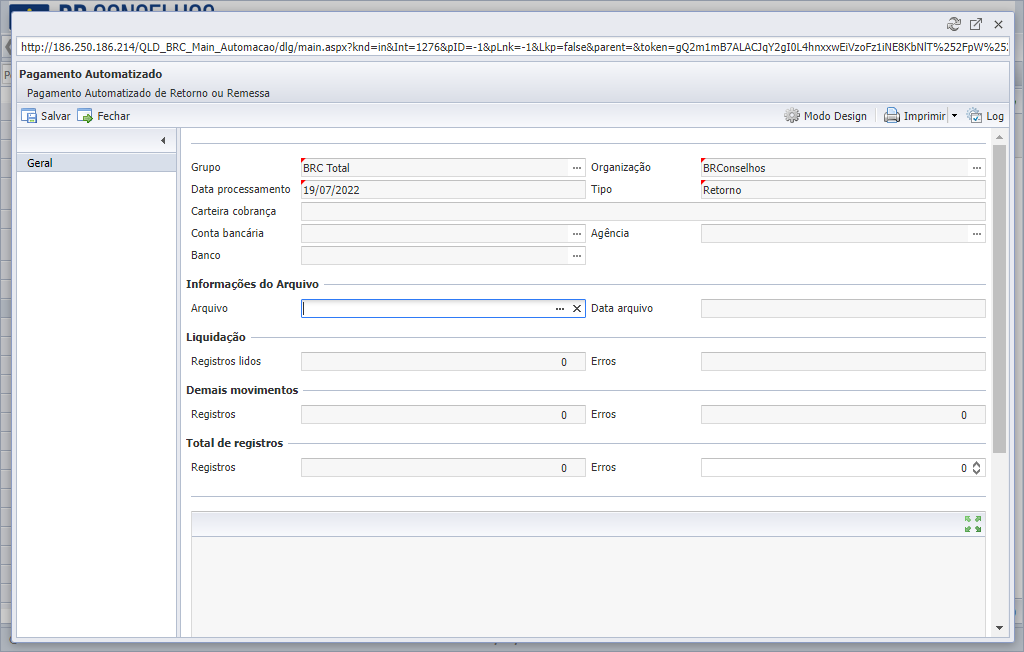 BR CONSELHOS
http://186.250.186.214/QLD_BRC_Main_Automacao/dlg/main.aspx?knd=in&Int=1276&pID=-1&pLnk=-1&Lkp=false&parent=&token=gQ2m1mB7ALACJqY2gI0L4hnxxwEiVzoFz1iNE8KbNlT%252FpW%252
Pagamento Automatizado
Pagamento Automatizado de Retorno ou Remessa
Salvar Fechar Modo Design Imprimir Log
Geral
Grupo BRC Total ... Organização BRConselhos ...
Data processamento 19/07/2022 Tipo Retorno
Carteira cobrança
Conta bancária ... Agência ...
Banco ...
Informações do Arquivo
Arquivo ... Data arquivo
Liquidação
Registros lidos 0 Erros
Demais movimentos
Registros 0 Erros 0
Total de registros
Registros 0 Erros 0